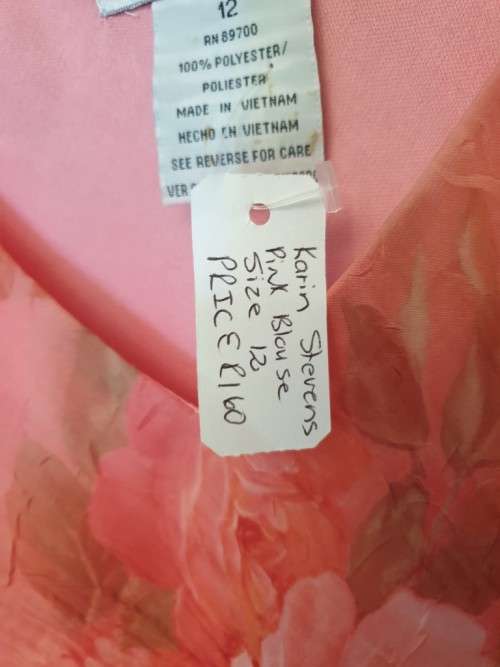 12
RN 89700
100% POLYESTER/
POLIESTER
MADE IN VIETNAM
HECHO EN VIETNAM
SEE REVERSE FOR CARE
VER
Karin Stevens
Pink Blouse
Size 12
PRICE R160